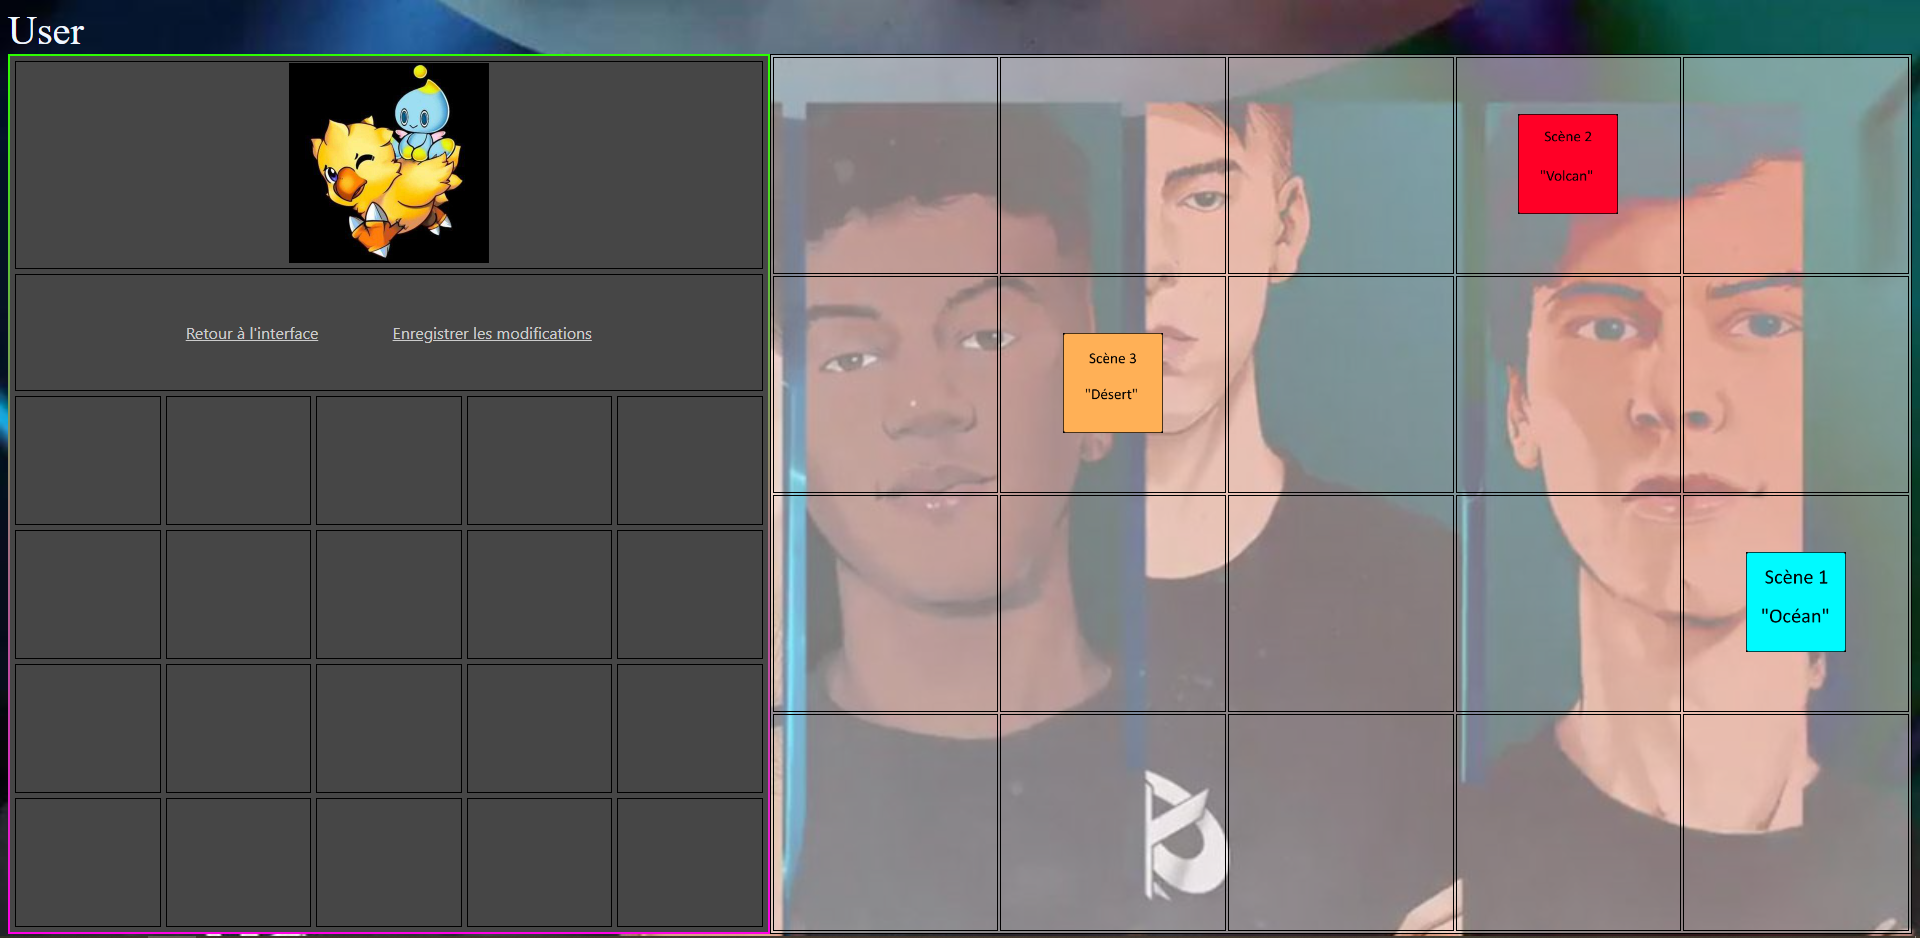 User
Retour à l'interface
Enregistrer les modifications
Scène 2
"Volcan"
Scène 3
"Désert"
Scène 1
"Océan"